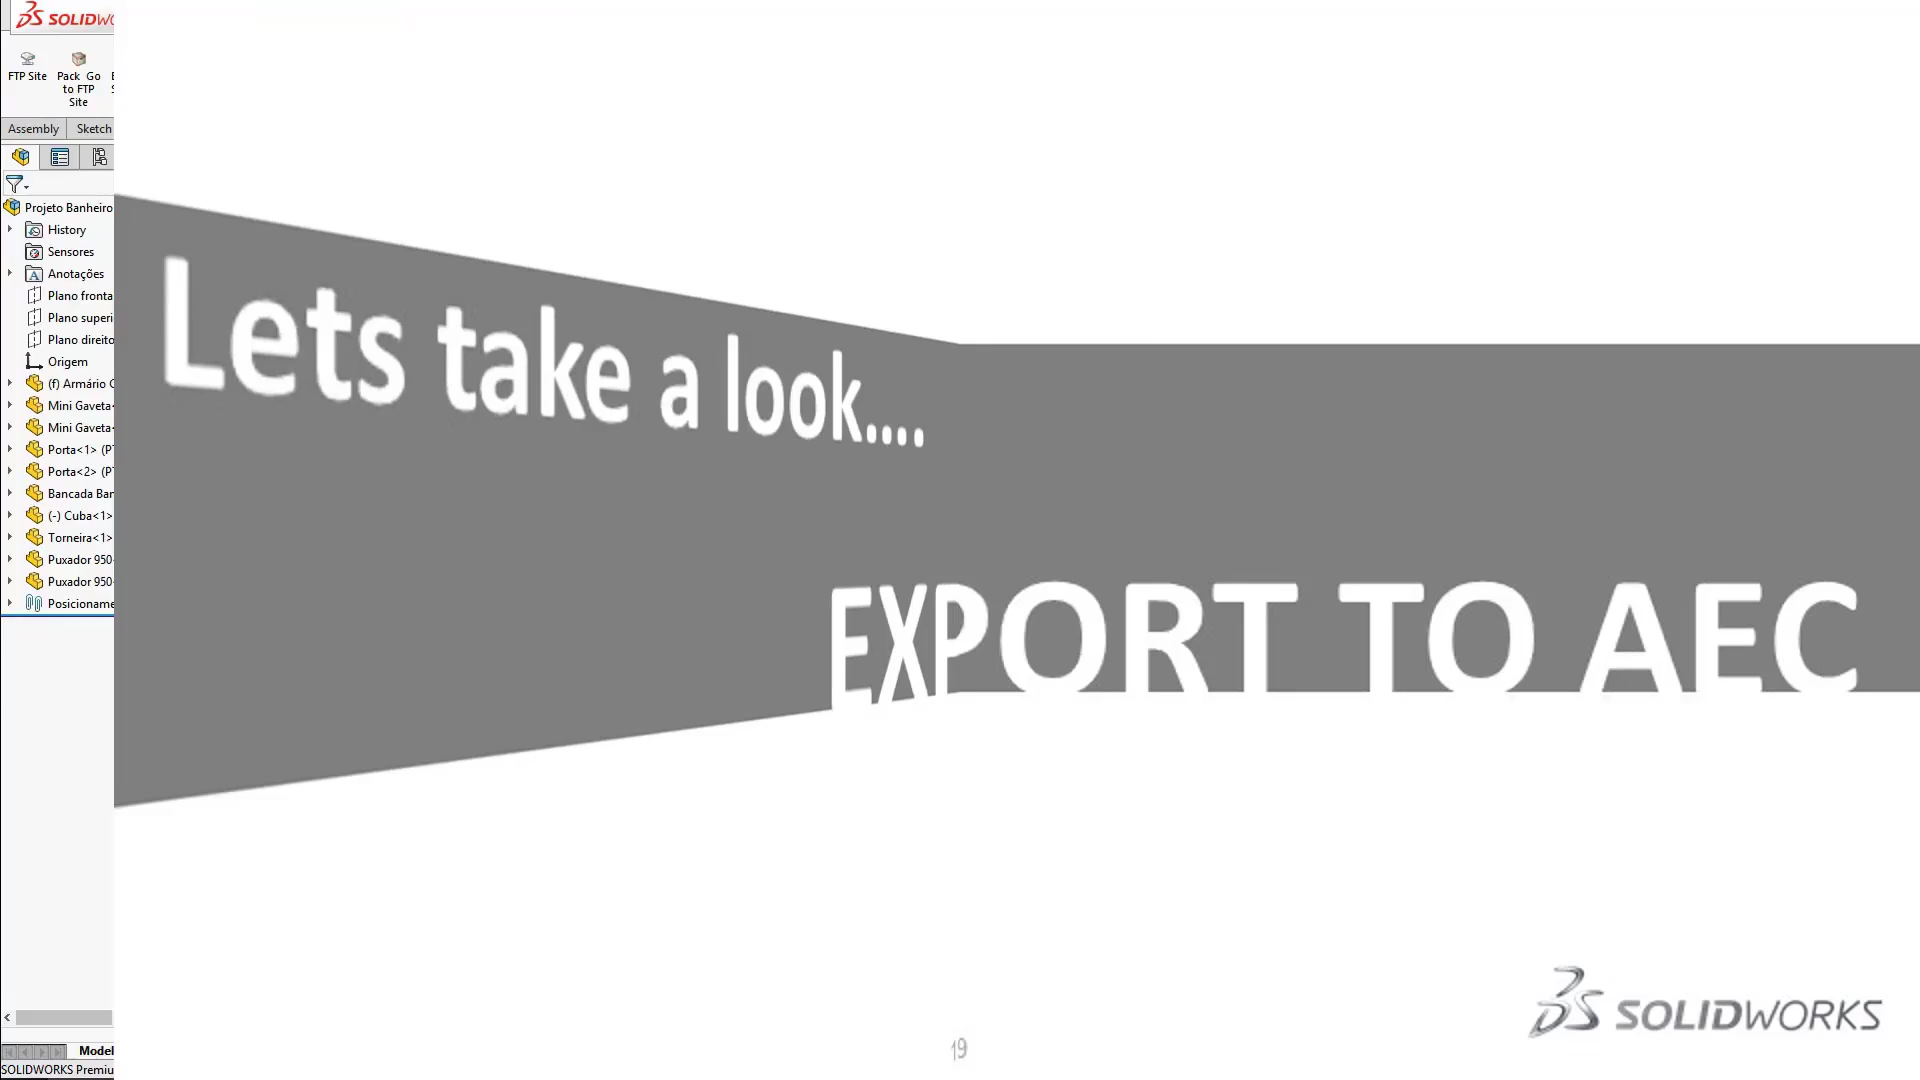 SOLIDWO
FTP Site
Pack Go
to FTP
Site
Assembly
Sketch
Projeto Banheiro
History
Sensores
Anotações
Plano fronta
Plano superi
Plano direito
Origem
(f) Armário
Mini Gaveta<
Mini Gaveta<
Porta<1> (P
Porta<2> (P
Bancada Ban
(-) Cuba<1>
Torneira<1>
Puxador 950
Puxador 950
Posicioname
Model
SOLIDWORKS Premiu
Lets take a look....
EXPORT TO AEC
SOLIDWORKS
19